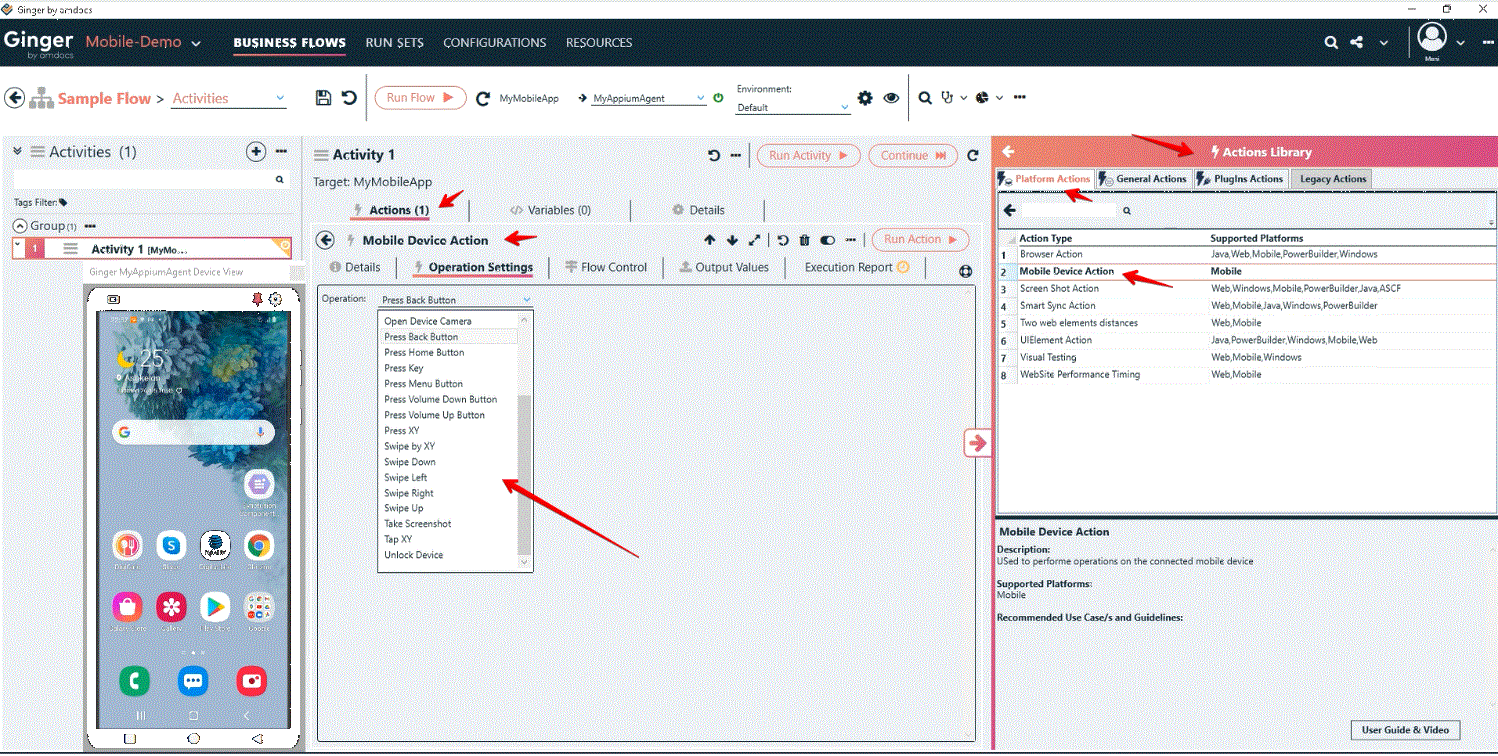 Ginger by amdocs
Ginger
by amdocs
Mobile-Demo
BUSINESS FLOWS
RUN SETS
CONFIGURATIONS
RESOURCES
Meni
Sample Flow > Activities
Run Flow
MyMobileApp
MyAppiumAgent
Environment:
Default
Activities (1)
Tags Filter:
Group(1)
1
Activity 1 [MyMo...
Ginger MyAppiumAgent Device View
25°
Ashkelon
G
Skype
Chrome
Gallery
Play Store
Google
Activity 1
Run Activity
Continue
Target: MyMobileApp
Actions (1)
Variables (0)
Details
Mobile Device Action
Run Action
Details
Operation Settings
Flow Control
Output Values
Execution Report
Operation:
Press Back Button
Open Device Camera
Press Back Button
Press Home Button
Press Key
Press Menu Button
Press Volume Down Button
Press Volume Up Button
Press XY
Swipe by XY
Swipe Down
Swipe Left
Swipe Right
Swipe Up
Take Screenshot
Tap XY
Unlock Device
Actions Library
Platform Actions
General Actions
PlugIns Actions
Legacy Actions
Action Type Supported Platforms
1 Browser Action Java,Web,Mobile,PowerBuilder,Windows
2 Mobile Device Action Mobile
3 Screen Shot Action Web,Windows,Mobile,PowerBuilder,Java,ASCF
4 Smart Sync Action Web,Mobile,Java,Windows,PowerBuilder
5 Two web elements distances Web,Mobile
6 UIElement Action Java,PowerBuilder,Windows,Mobile,Web
7 Visual Testing Web,Mobile,Windows
8 WebSite Performance Timing Web,Mobile
Mobile Device Action
Description:
USed to performe operations on the connected mobile device
Supported Platforms:
Mobile
Recommended Use Case/s and Guidelines:
User Guide & Video